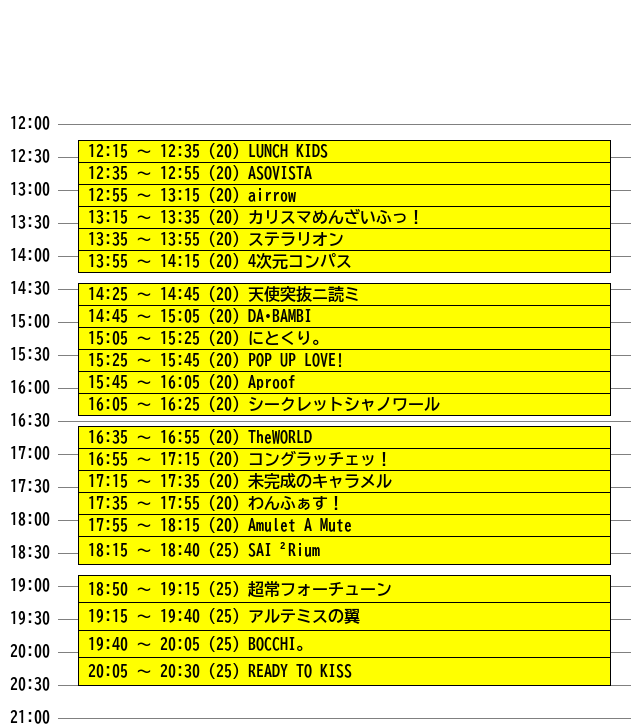 12:00
12:30
12:15 ～ 12:35 (20) LUNCH KIDS
12:35 ～ 12:55 (20) ASOVISTA
13:00
12:55 ～ 13:15 (20) airrow
13:30
13:15 ～ 13:35 (20) カリスマめんざいふっ！
13:35 ～ 13:55 (20) ステラリオン
14:00
13:55 ～ 14:15 (20) 4次元コンパス
14:30
14:25 ～ 14:45 (20) 天使突抜ニ読ミ
15:00
14:45 ～ 15:05 (20) DA･BAMBI
15:05 ～ 15:25 (20) にとくり。
15:30
15:25 ～ 15:45 (20) POP UP LOVE!
16:00
15:45 ～ 16:05 (20) Aproof
16:05 ～ 16:25 (20) シークレットシャノワール
16:30
16:35 ～ 16:55 (20) TheWORLD
17:00
16:55 ～ 17:15 (20) コングラッチェッ！
17:30
17:15 ～ 17:35 (20) 未完成のキャラメル
17:35 ～ 17:55 (20) わんふぁす！
18:00
17:55 ～ 18:15 (20) Amulet A Mute
18:30
18:15 ～ 18:40 (25) SAI ²Rium
19:00
18:50 ～ 19:15 (25) 超常フォーチューン
19:30
19:15 ～ 19:40 (25) アルテミスの翼
20:00
19:40 ～ 20:05 (25) BOCCHI。
20:30
20:05 ～ 20:30 (25) READY TO KISS
21:00